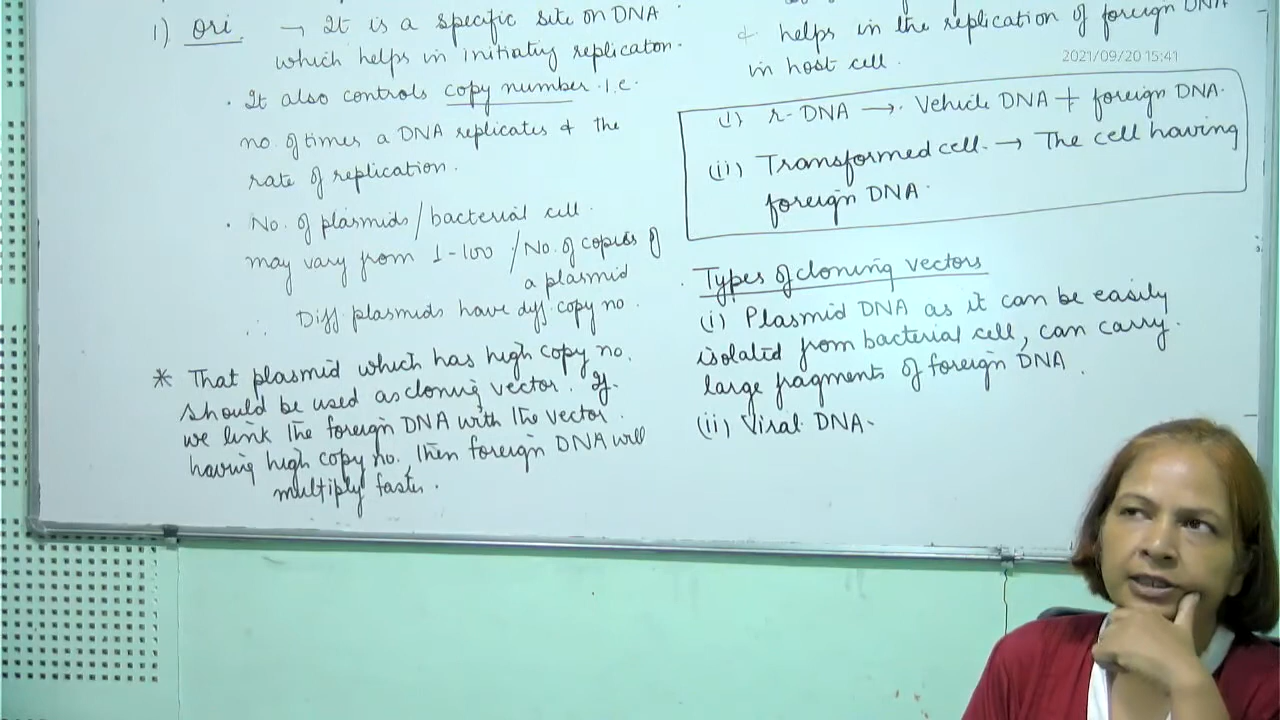 1) ori. → It is a specific site on DNA
which helps in initiating replicaton.
• It also controls copy number i.e.
no. of times a DNA replicates & the
rate of replication.
• No. of plasmids / bacterial cell.
may vary from 1-100 / No. of copies of
a plasmid
∴ Diff plasmids have diff copy no.
* That plasmid which has high copy no.
should be used as cloning vector. If
we link the foreign DNA with the vector
having high copy no., then foreign DNA will
multiply faster.
& helps in the replication of foreign DNA
in host cell.
2021/09/20 15:41
(i) r-DNA → Vehicle DNA + foreign DNA.
(ii) Transformed cell. → The cell having
foreign DNA.
Types of cloning vectors
(i) Plasmid DNA as it can be easily
isolated from bacterial cell, can carry
large fragments of foreign DNA.
(ii) Viral DNA-